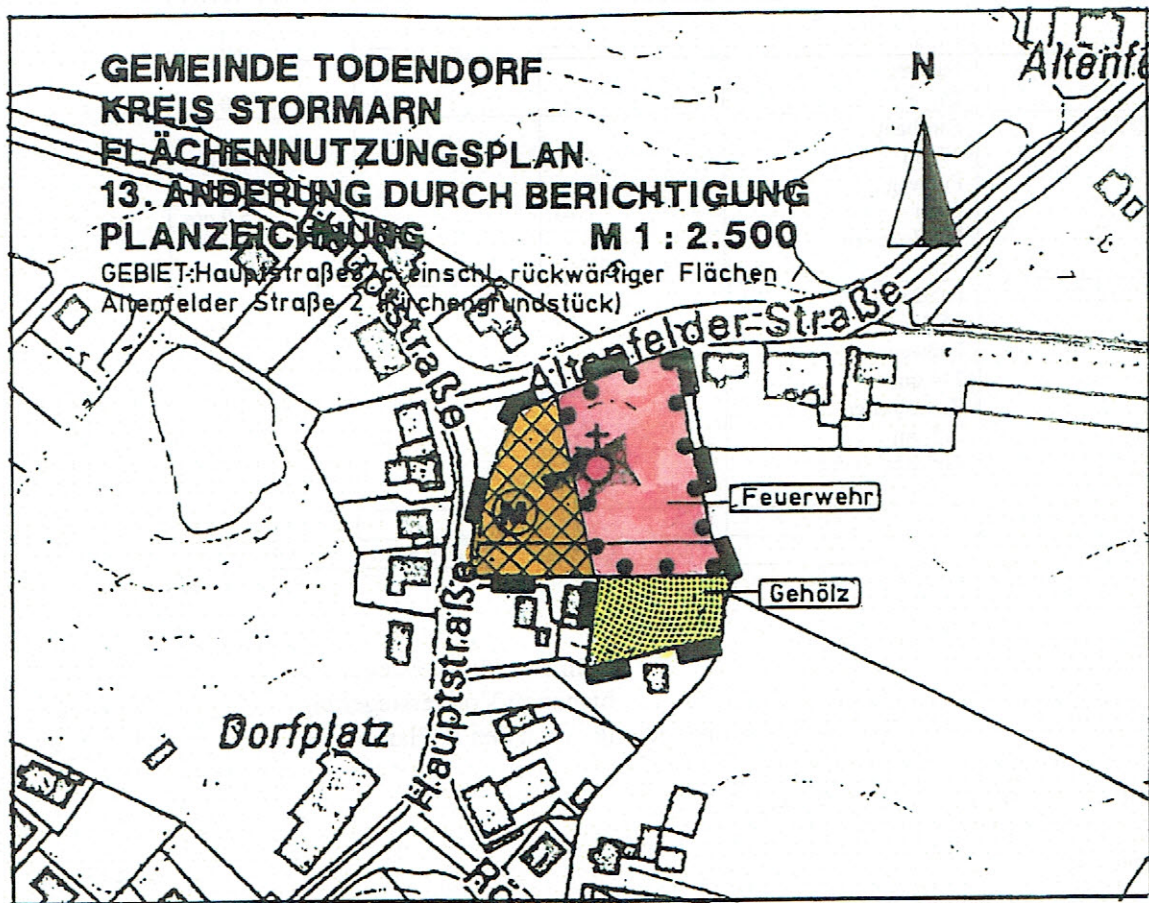 GEMEINDE TODENDORF
KREIS STORMARN
FLÄCHENNUTZUNGSPLAN
13. ÄNDERUNG DURCH BERICHTIGUNG
PLANZEICHNUNG M 1 : 2.500
GEBIET: Hauptstraße einschl. rückwärtiger Flächen
Altenfelder Straße 2 (Kirchengrundstück)
N
Hauptstraße
Altenfelder-Straße
Feuerwehr
M
Gehölz
Hauptstraße
Dorfplatz